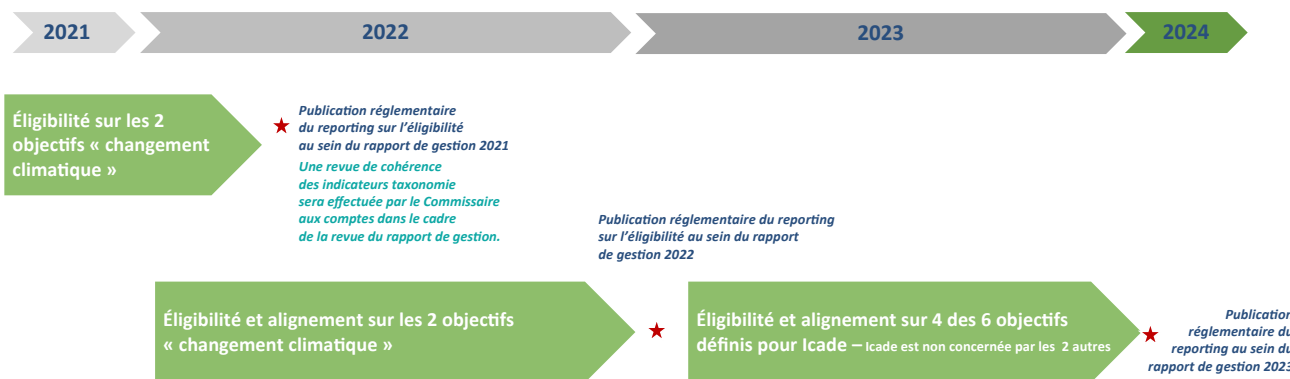 2021
2022
2023
2024
Éligibilité sur les 2
objectifs « changement
climatique »
Publication réglementaire
du reporting sur l’éligibilité
au sein du rapport de gestion 2021
Une revue de cohérence
des indicateurs taxonomie
sera effectuée par le Commissaire
aux comptes dans le cadre
de la revue du rapport de gestion.
Publication réglementaire du reporting
sur l’éligibilité au sein du rapport
de gestion 2022
Éligibilité et alignement sur les 2 objectifs
« changement climatique »
Éligibilité et alignement sur 4 des 6 objectifs
définis pour Icade – Icade est non concernée par les 2 autres
Publication
réglementaire du
reporting au sein du
rapport de gestion 2023